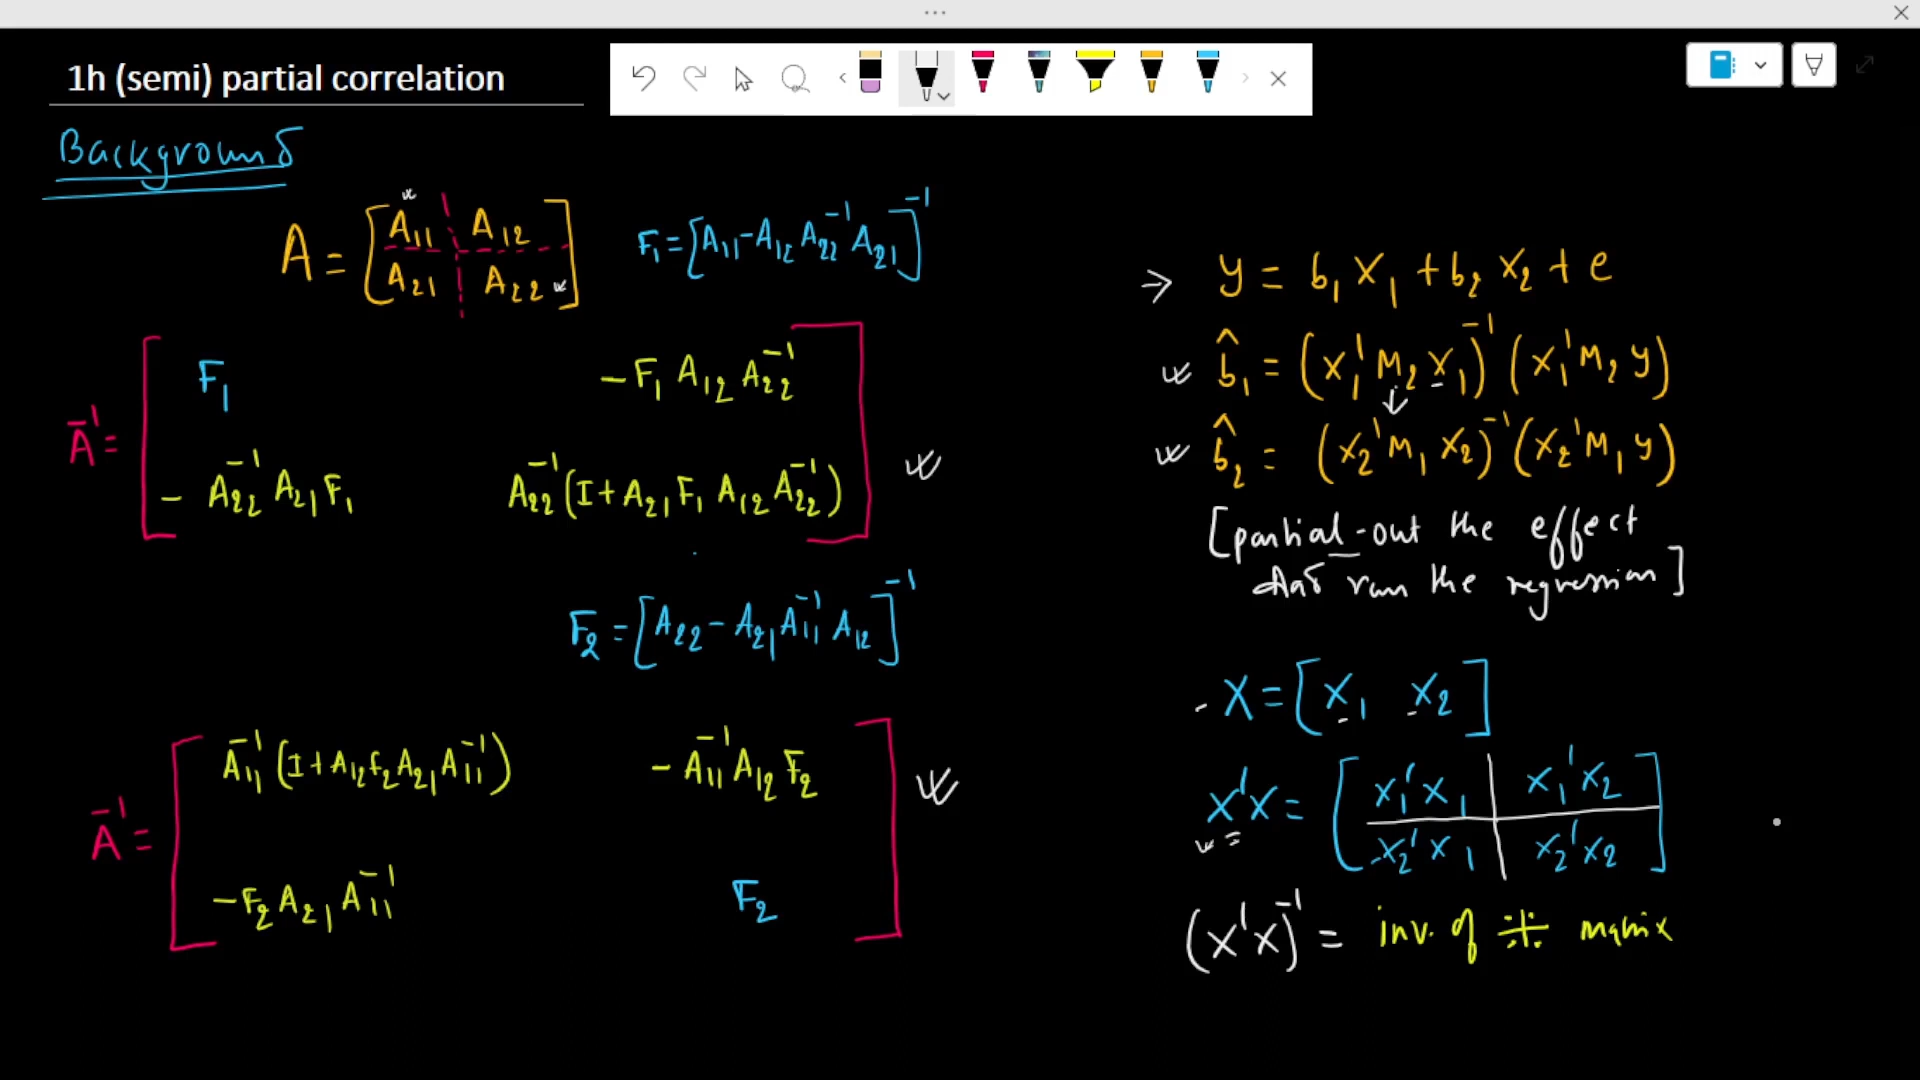 1h (semi) partial correlation
Background
A = [A₁₁ A₁₂
A₂₁ A₂₂]
F₁ = [A₁₁ - A₁₂ A₂₂⁻¹ A₂₁]⁻¹
A⁻¹ = [F₁ -F₁ A₁₂ A₂₂⁻¹
-A₂₂⁻¹ A₂₁ F₁ A₂₂⁻¹ (I + A₂₁ F₁ A₁₂ A₂₂⁻¹)]
F₂ = [A₂₂ - A₂₁ A₁₁⁻¹ A₁₂]⁻¹
A⁻¹ = [A₁₁⁻¹ (I + A₁₂ F₂ A₂₁ A₁₁⁻¹) -A₁₁⁻¹ A₁₂ F₂
-F₂ A₂₁ A₁₁⁻¹ F₂]
→ y = b₁ X₁ + b₂ X₂ + e
b̂₁ = (X₁' M₂ X₁)⁻¹ (X₁' M₂ y)
↓
b̂₂ = (X₂' M₁ X₂)⁻¹ (X₂' M₁ y)
[partial-out the effect
run the regression]
- X = [X₁ X₂]
X'X = [X₁'X₁ X₁'X₂
X₂'X₁ X₂'X₂]
(X'X)⁻¹ = inv. of matrix